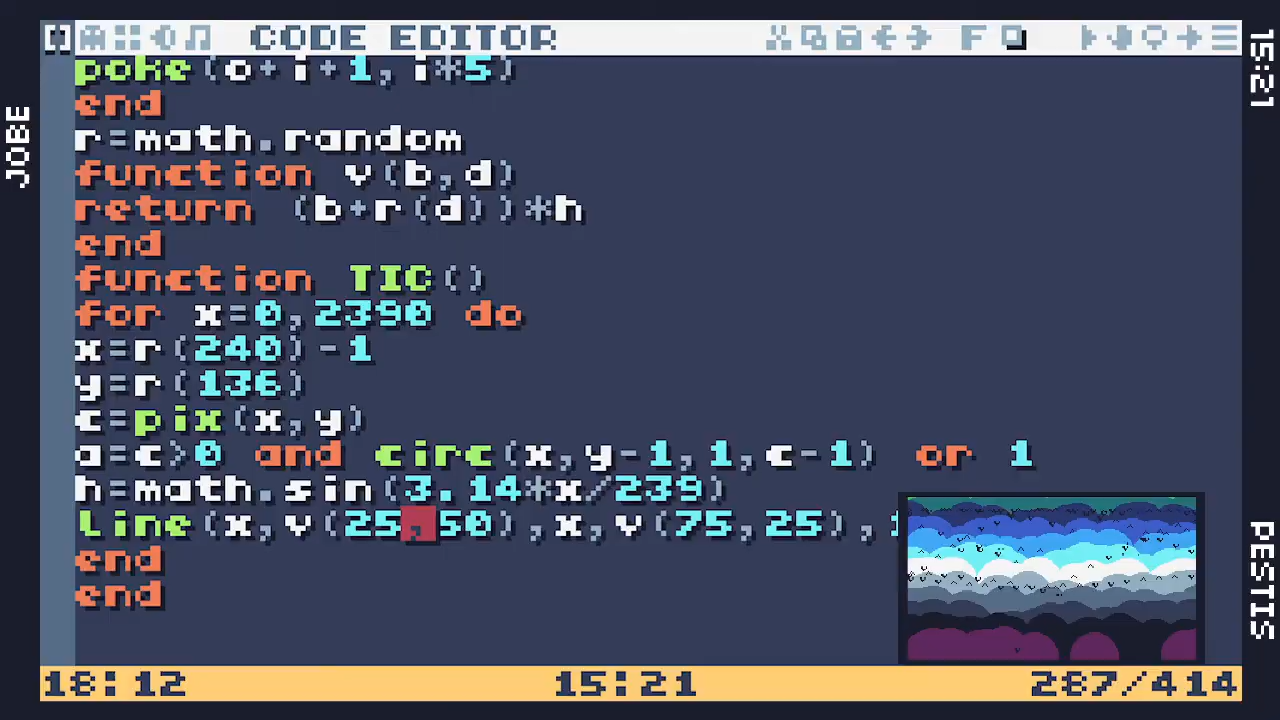 CODE EDITOR
F
poke(o+i+1,i*5)
end
r=math.random
function v(b,d)
return (b+r(d))*h
end
function TIC()
for x=0,2390 do
x=r(240)-1
y=r(136)
c=pix(x,y)
a=c>0 and circ(x,y-1,1,c-1) or 1
h=math.sin(3.14*x/239)
line(x,v(25,50),x,v(75,25),
end
end
18:12 15:21 287/414
JOBE
15:21
PESTIS